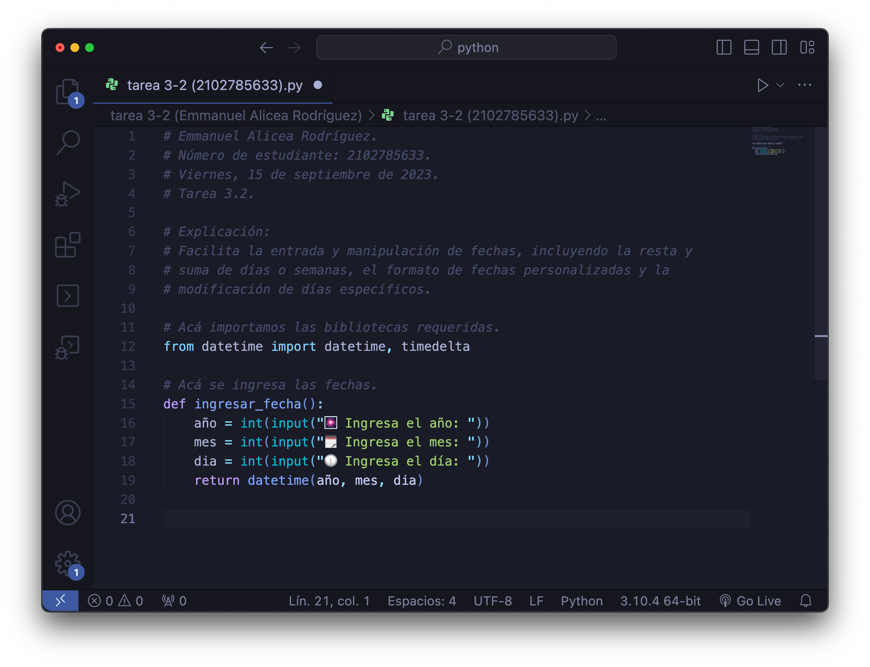 python
tarea 3-2 (2102785633).py
1
tarea 3-2 (Emmanuel Alicea Rodríguez) > tarea 3-2 (2102785633).py > ...
1 # Emmanuel Alicea Rodríguez.
2 # Número de estudiante: 2102785633.
3 # Viernes, 15 de septiembre de 2023.
4 # Tarea 3.2.
5
6 # Explicación:
7 # Facilita la entrada y manipulación de fechas, incluyendo la resta y
8 # suma de días o semanas, el formato de fechas personalizadas y la
9 # modificación de días específicos.
10
11 # Acá importamos las bibliotecas requeridas.
12 from datetime import datetime, timedelta
13
14 # Acá se ingresa las fechas.
15 def ingresar_fecha():
16     año = int(input("🎆 Ingresa el año: "))
17     mes = int(input("🗓 Ingresa el mes: "))
18     dia = int(input("🕐 Ingresa el día: "))
19     return datetime(año, mes, dia)
20
21
1
0 0 0 Lín. 21, col. 1 Espacios: 4 UTF-8 LF Python 3.10.4 64-bit Go Live